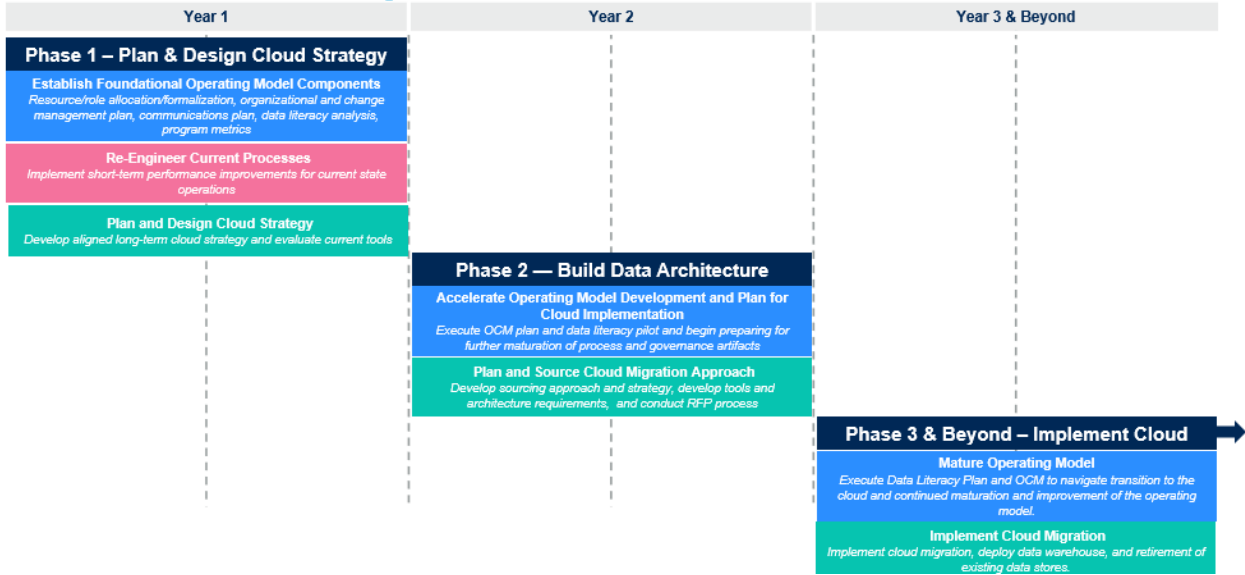 Year 1
Year 2
Year 3 & Beyond
Phase 1 – Plan & Design Cloud Strategy
Establish Foundational Operating Model Components
Resource/role allocation/formalization, organizational and change
management plan, communications plan, data literacy analysis,
program metrics
Re-Engineer Current Processes
Implement short-term performance improvements for current state
operations
Plan and Design Cloud Strategy
Develop aligned long-term cloud strategy and evaluate current tools
Phase 2 — Build Data Architecture
Accelerate Operating Model Development and Plan for
Cloud Implementation
Execute OCM plan and data literacy pilot and begin preparing for
further maturation of process and governance artifacts
Plan and Source Cloud Migration Approach
Develop sourcing approach and strategy, develop tools and
architecture requirements, and conduct RFP process
Phase 3 & Beyond – Implement Cloud
Mature Operating Model
Execute Data Literacy Plan and OCM to navigate transition to the
cloud and continued maturation and improvement of the operating
model.
Implement Cloud Migration
Implement cloud migration, deploy data warehouse, and retirement of
existing data stores.